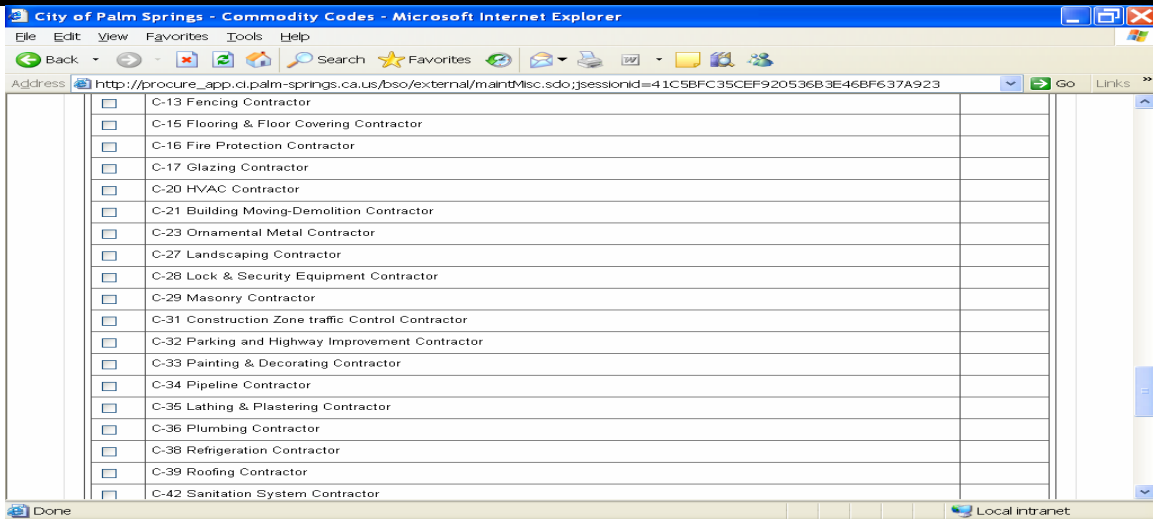 City of Palm Springs - Commodity Codes - Microsoft Internet Explorer
File Edit View Favorites Tools Help
Back Search Favorites
Address http://procure_app.ci.palm-springs.ca.us/bso/external/maintMisc.sdo;jsessionid=41C5BFC35CEF920536B3E46BF637A923 Go Links »
C-13 Fencing Contractor
C-15 Flooring & Floor Covering Contractor
C-16 Fire Protection Contractor
C-17 Glazing Contractor
C-20 HVAC Contractor
C-21 Building Moving-Demolition Contractor
C-23 Ornamental Metal Contractor
C-27 Landscaping Contractor
C-28 Lock & Security Equipment Contractor
C-29 Masonry Contractor
C-31 Construction Zone traffic Control Contractor
C-32 Parking and Highway Improvement Contractor
C-33 Painting & Decorating Contractor
C-34 Pipeline Contractor
C-35 Lathing & Plastering Contractor
C-36 Plumbing Contractor
C-38 Refrigeration Contractor
C-39 Roofing Contractor
C-42 Sanitation System Contractor
Done Local intranet